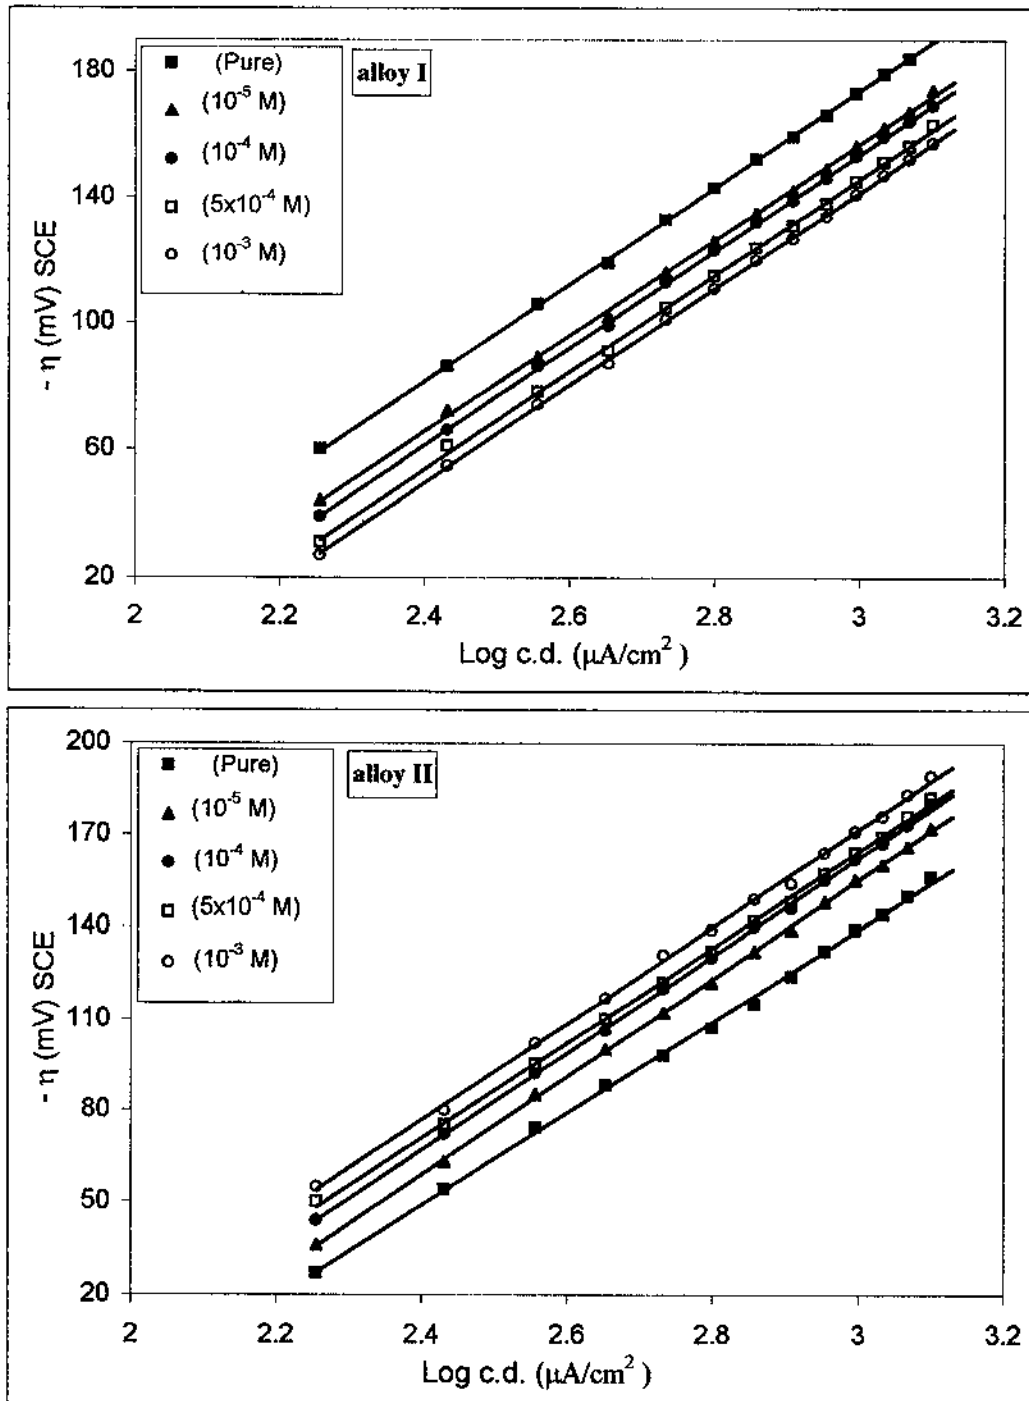 alloy I
(Pure)
(10⁻⁵ M)
(10⁻⁴ M)
(5x10⁻⁴ M)
(10⁻³ M)
180
140
100
60
20
- η (mV) SCE
2 2.2 2.4 2.6 2.8 3 3.2
Log c.d. (μA/cm² )
alloy II
(Pure)
(10⁻⁵ M)
(10⁻⁴ M)
(5x10⁻⁴ M)
(10⁻³ M)
200
170
140
110
80
50
20
- η (mV) SCE
2 2.2 2.4 2.6 2.8 3 3.2
Log c.d. (μA/cm² )